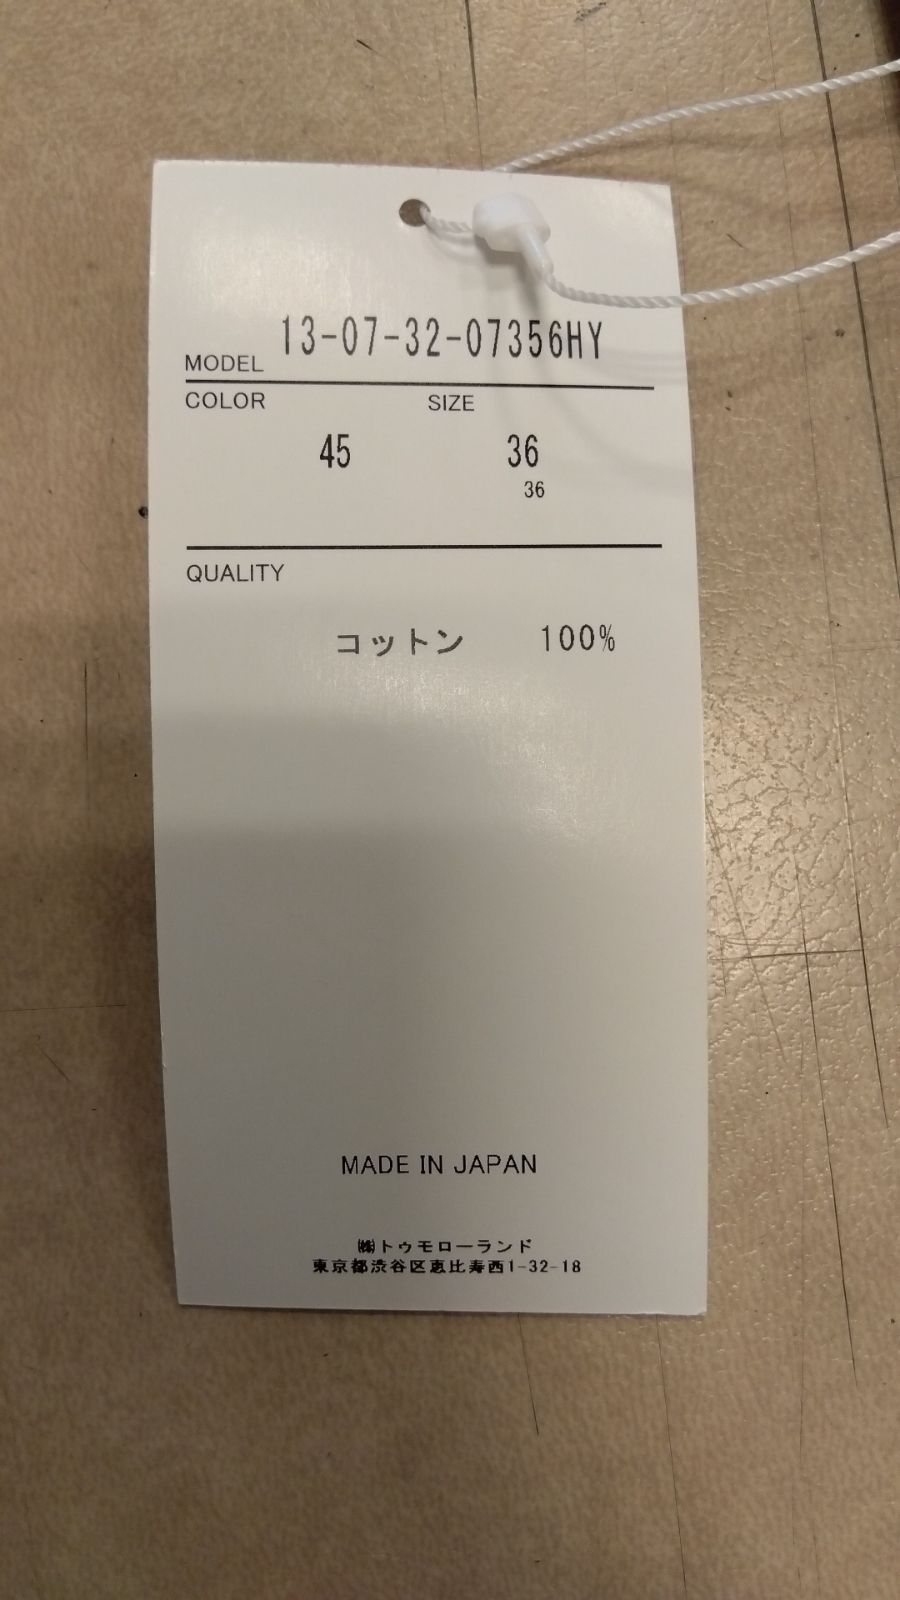 MODEL 13-07-32-07356HY
COLOR SIZE
45 36
36
QUALITY
コットン 100%
MADE IN JAPAN
㈱トゥモローランド
東京都渋谷区恵比寿西1-32-18